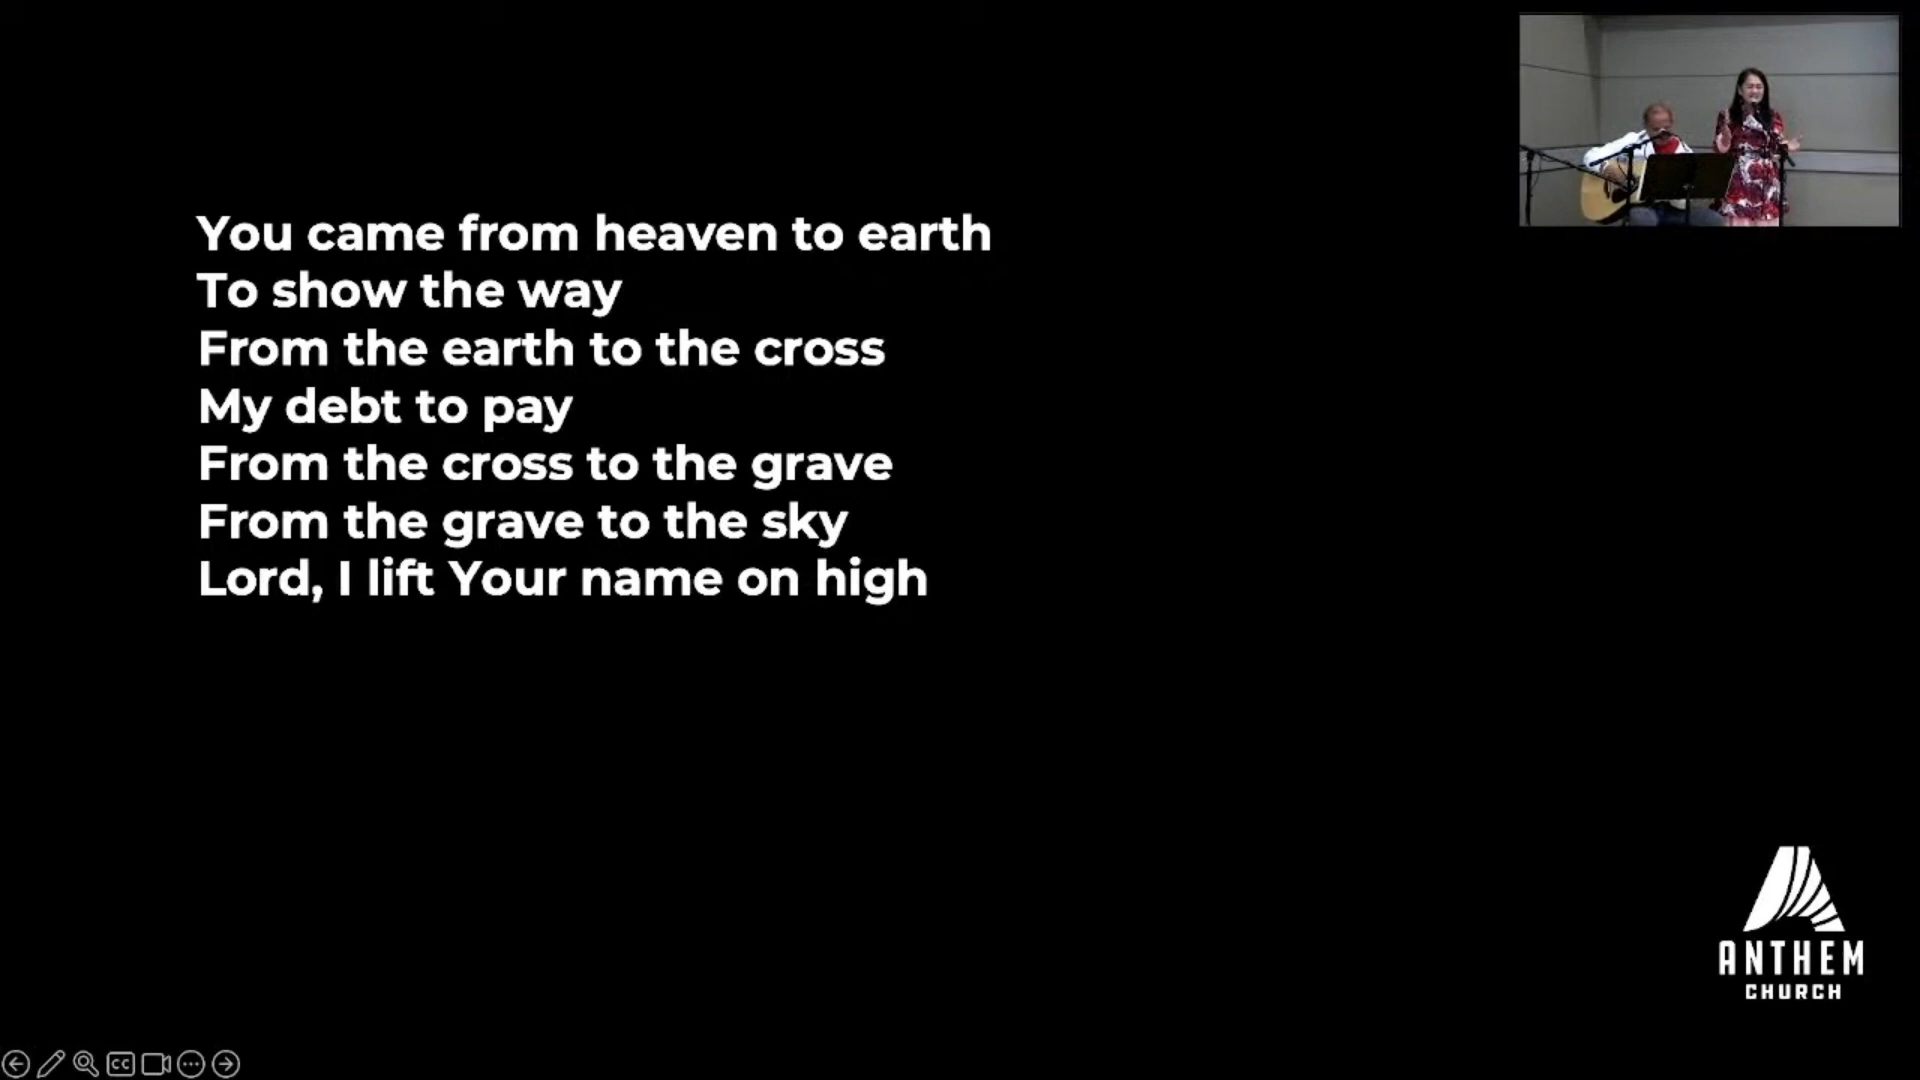 You came from heaven to earth
To show the way
From the earth to the cross
My debt to pay
From the cross to the grave
From the grave to the sky
Lord, I lift Your name on high
ANTHEM
CHURCH
CC